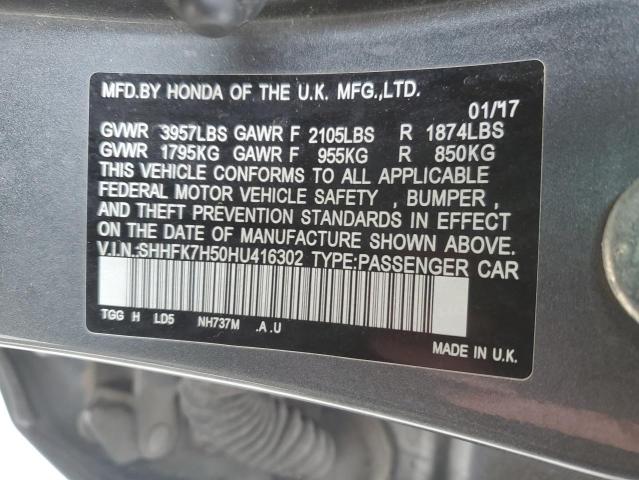 MFD.BY HONDA OF THE U.K. MFG.,LTD.
01/'17
GVWR 3957LBS GAWR F 2105LBS R 1874LBS
GVWR 1795KG GAWR F 955KG R 850KG
THIS VEHICLE CONFORMS TO ALL APPLICABLE
FEDERAL MOTOR VEHICLE SAFETY , BUMPER ,
AND THEFT PREVENTION STANDARDS IN EFFECT
ON THE DATE OF MANUFACTURE SHOWN ABOVE.
V.I.N.:SHHFK7H50HU416302 TYPE:PASSENGER CAR
TGG H LD5 NH737M .A.U
MADE IN U.K.